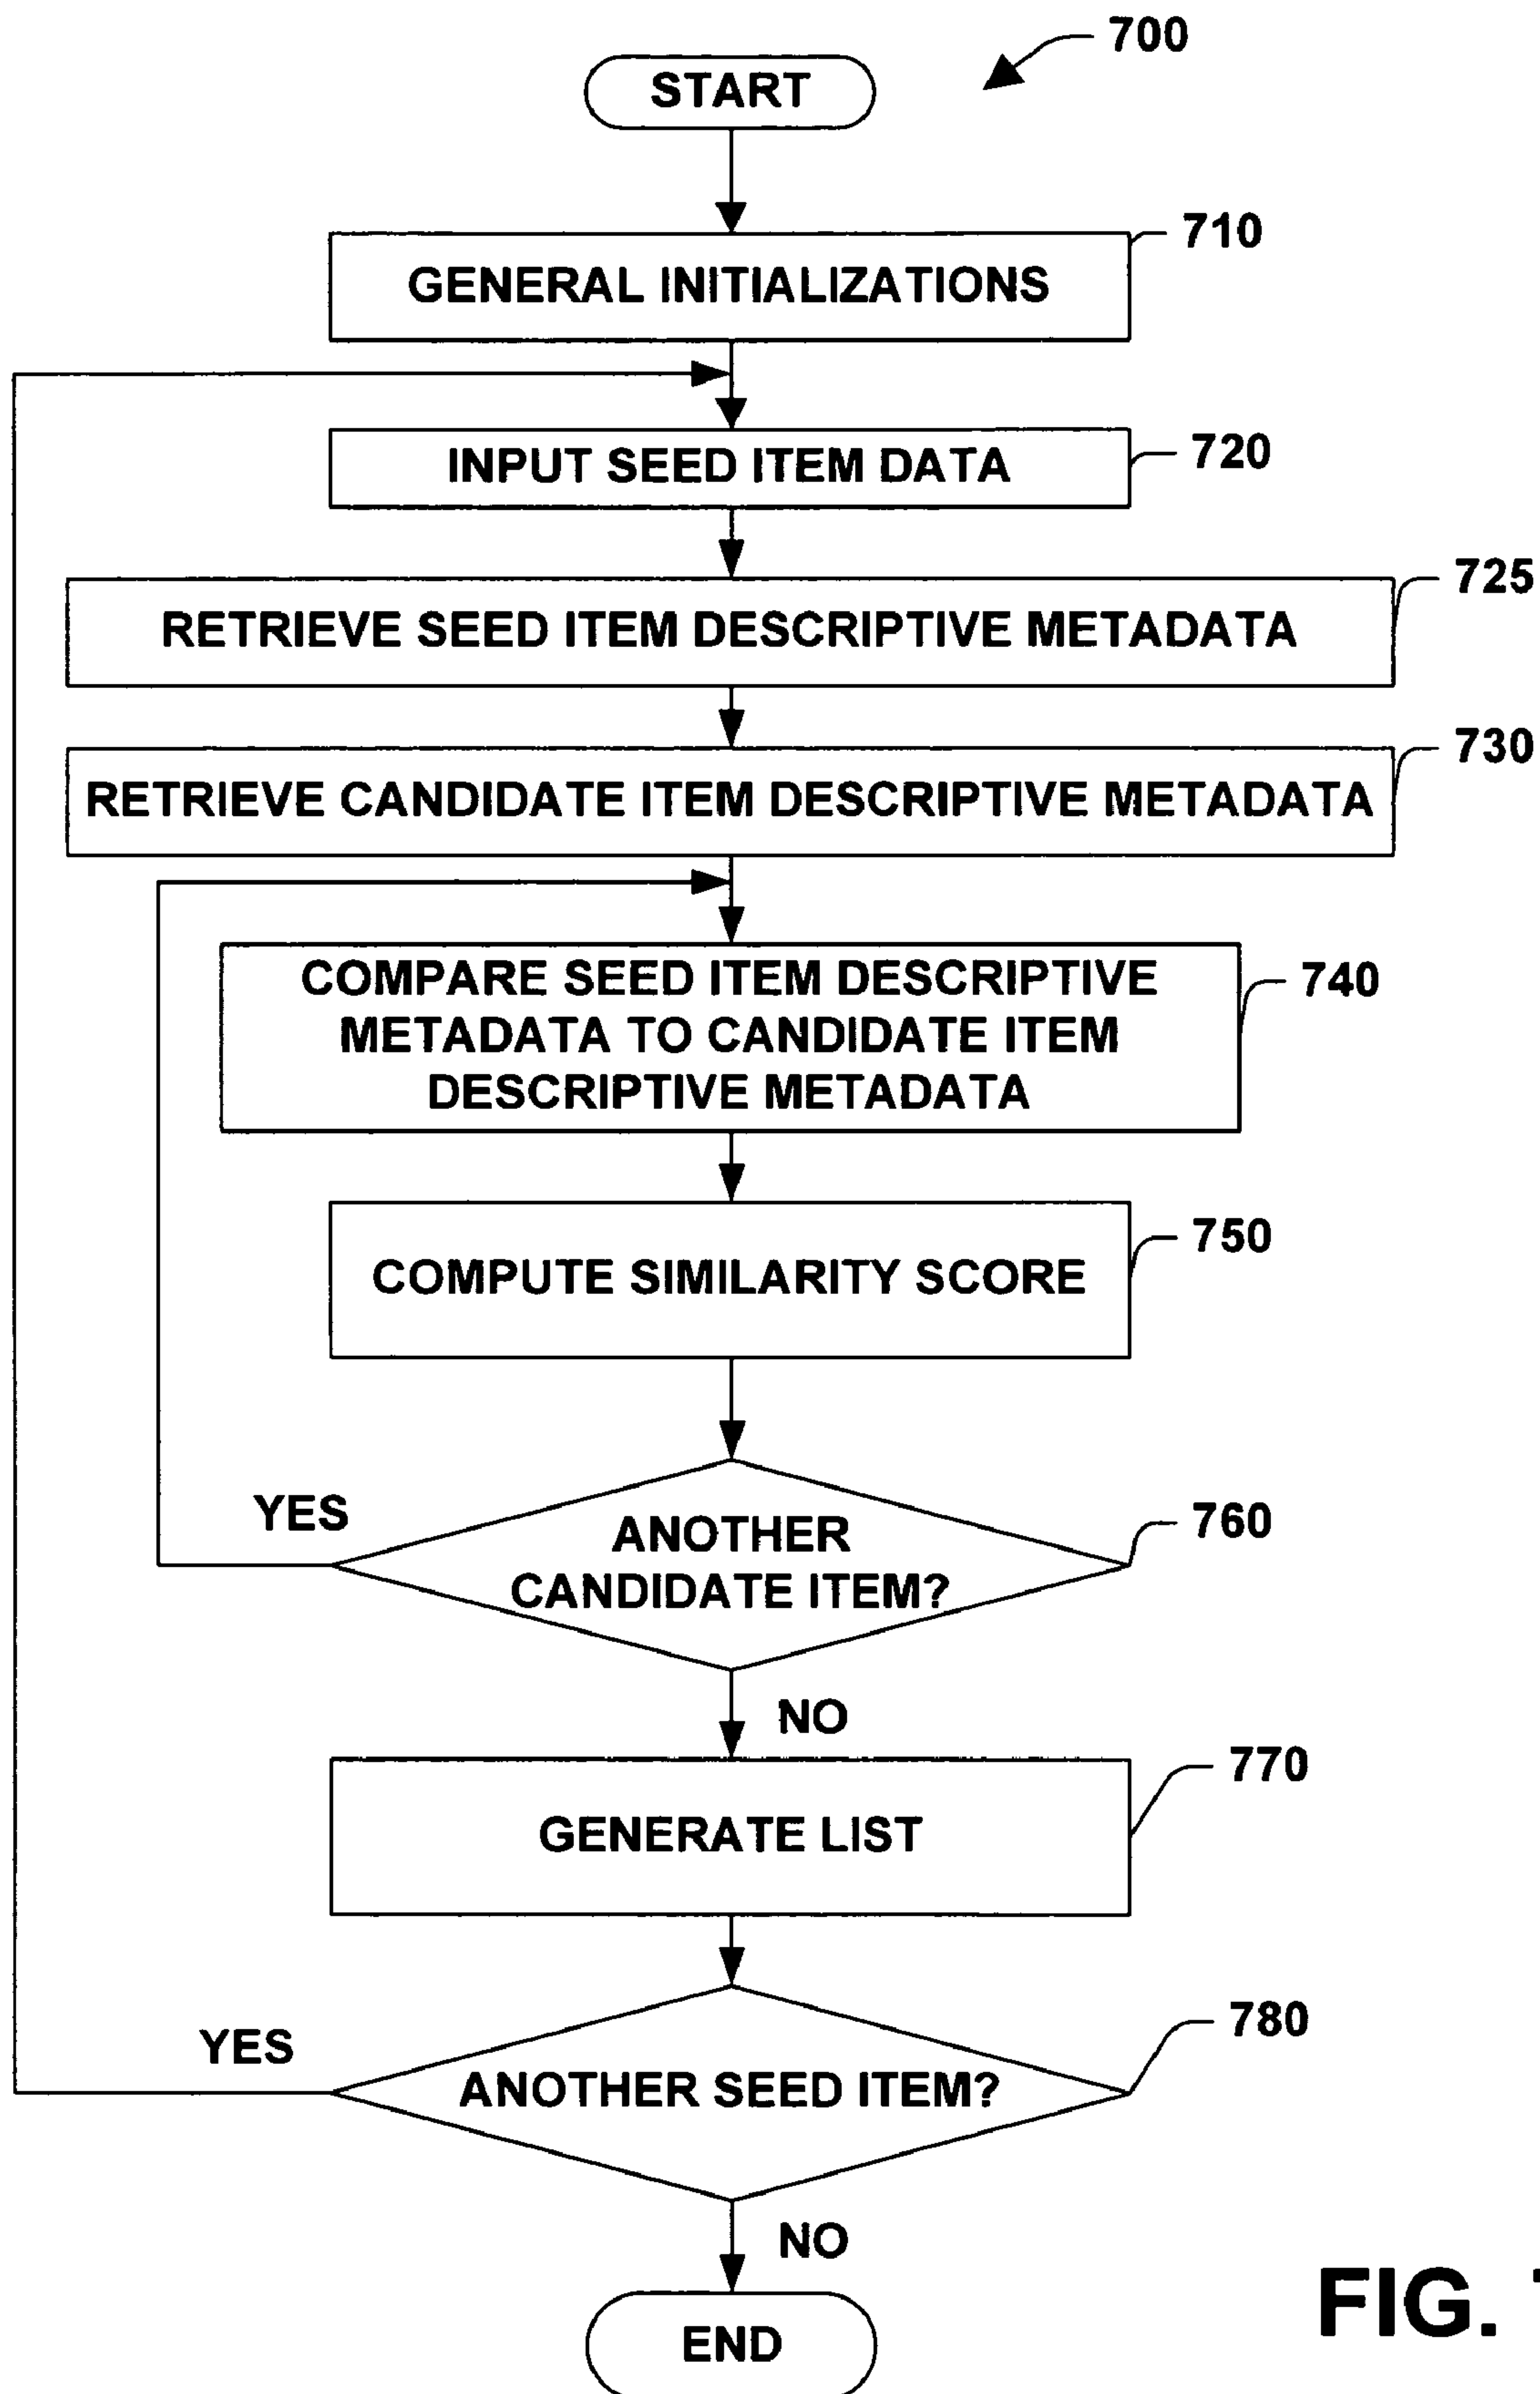 700
START
710
GENERAL INITIALIZATIONS
720
INPUT SEED ITEM DATA
725
RETRIEVE SEED ITEM DESCRIPTIVE METADATA
730
RETRIEVE CANDIDATE ITEM DESCRIPTIVE METADATA
COMPARE SEED ITEM DESCRIPTIVE
METADATA TO CANDIDATE ITEM
DESCRIPTIVE METADATA
740
750
COMPUTE SIMILARITY SCORE
YES
760
ANOTHER
CANDIDATE ITEM?
NO
770
GENERATE LIST
780
YES
ANOTHER SEED ITEM?
NO
FIG.
END